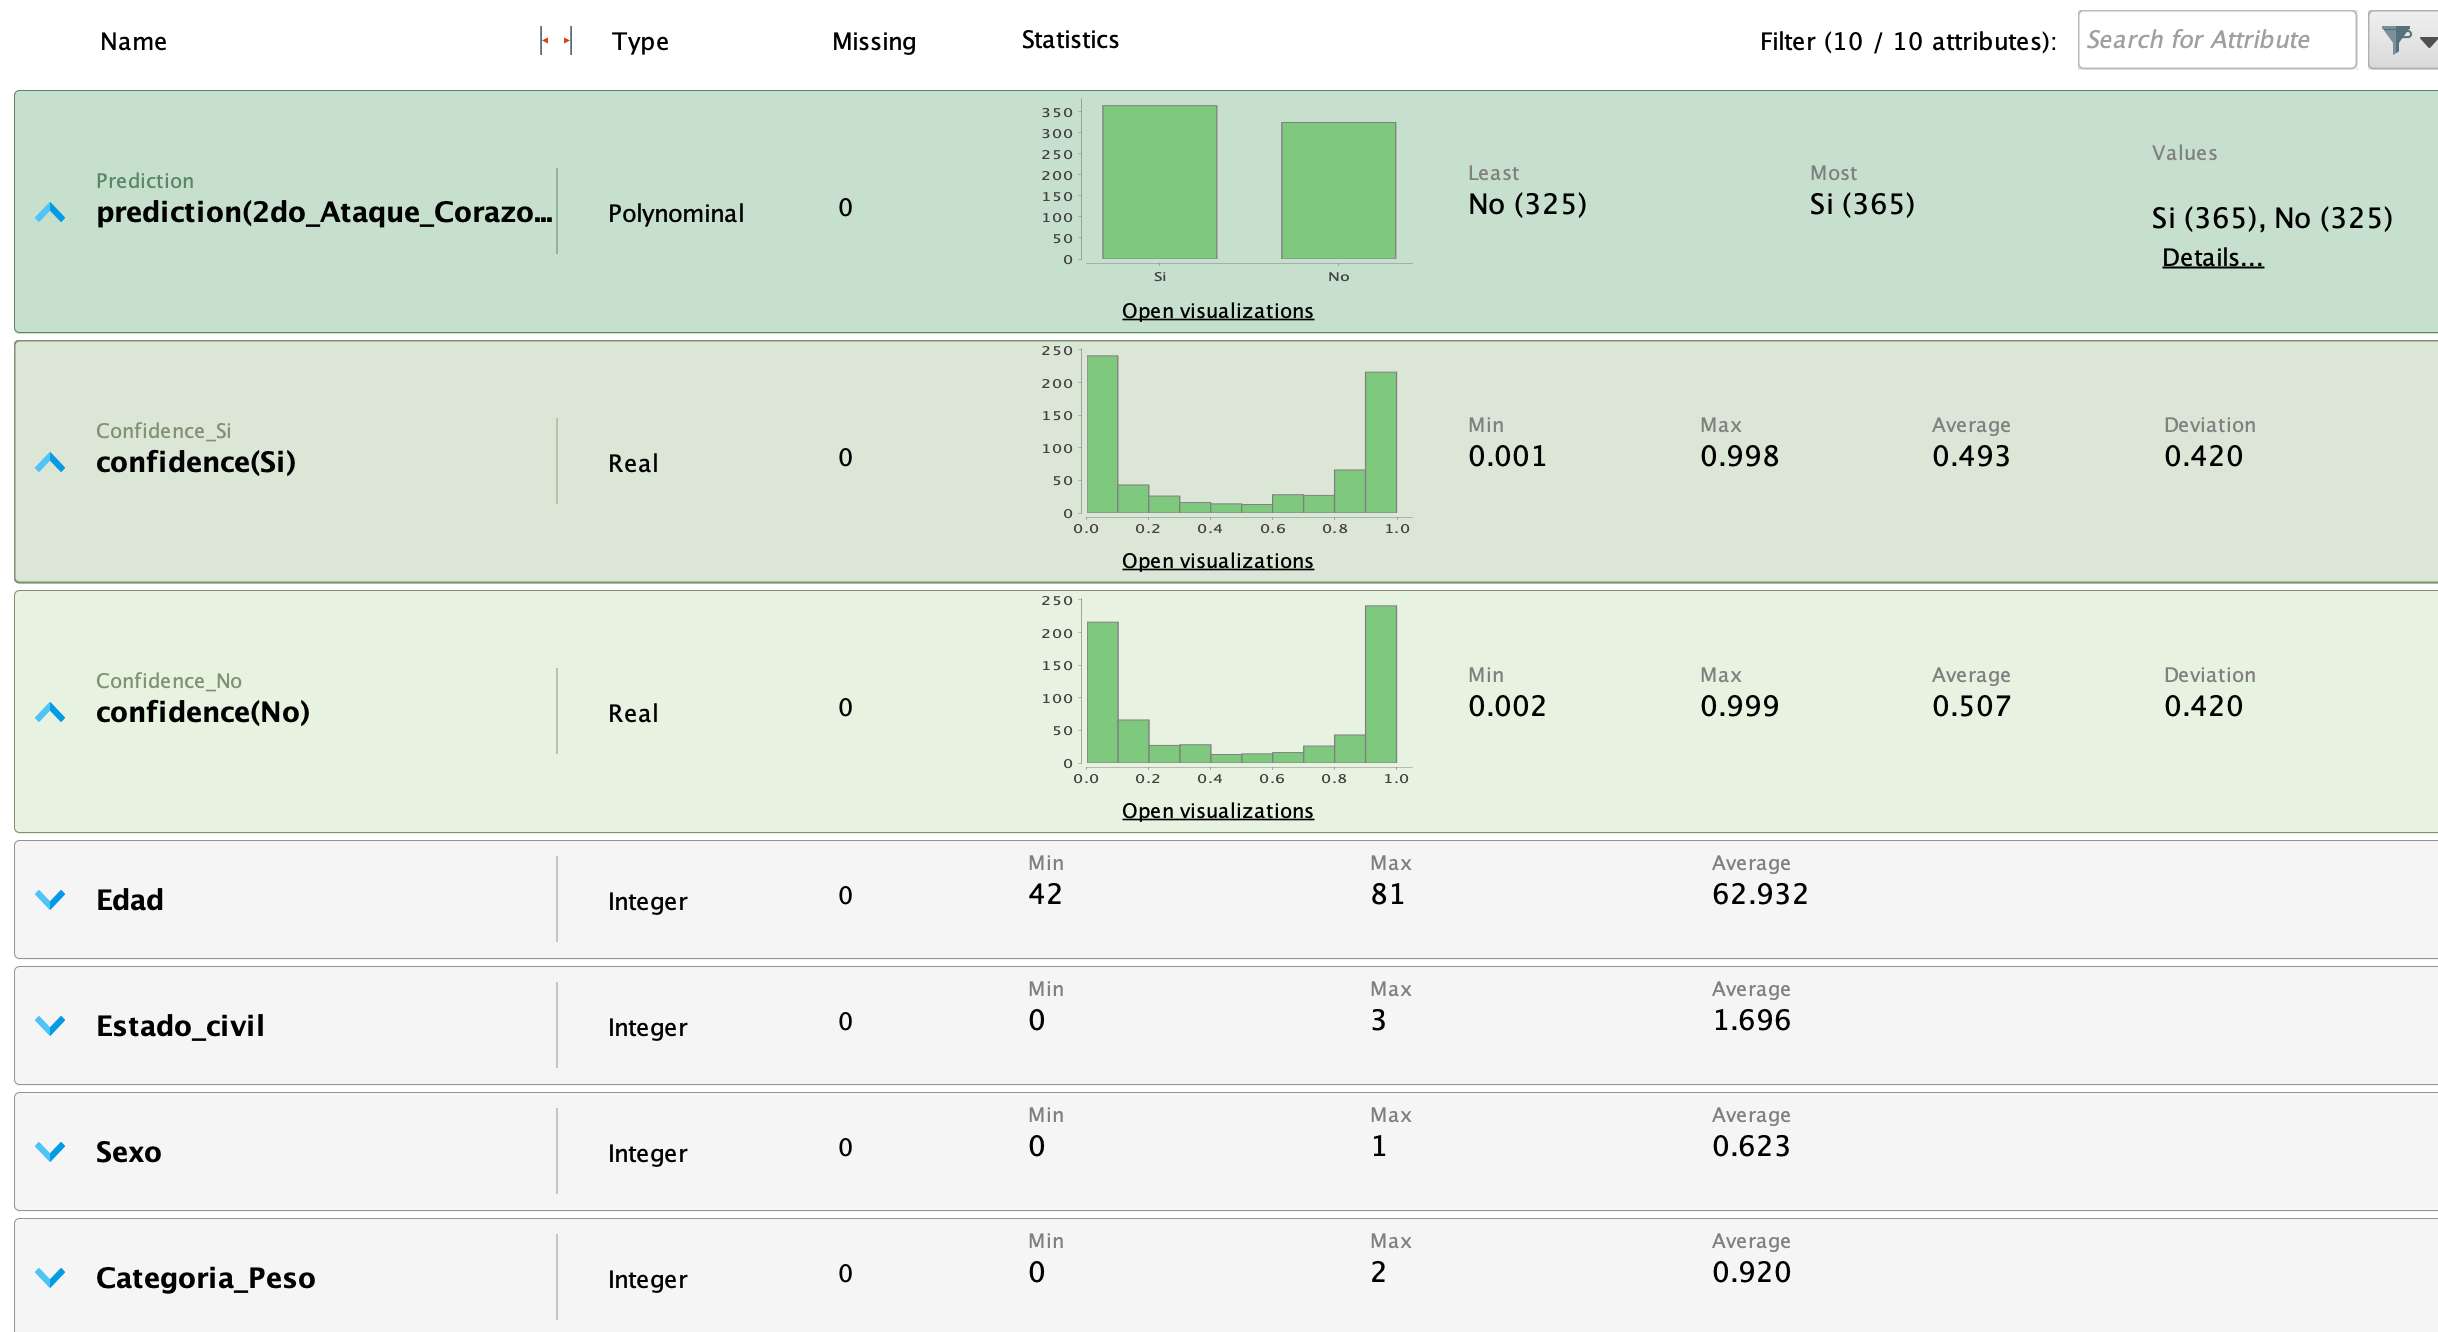 Name Type Missing Statistics Filter (10 / 10 attributes): Search for Attribute
Prediction
prediction(2do_Ataque_Corazo...
Polynominal
0
350
300
250
200
150
100
50
0
Si No
Open visualizations
Least
No (325)
Most
Si (365)
Values
Si (365), No (325)
Details...
Confidence_Si
confidence(Si)
Real
0
250
200
150
100
50
0
0.0 0.2 0.4 0.6 0.8 1.0
Open visualizations
Min
0.001
Max
0.998
Average
0.493
Deviation
0.420
Confidence_No
confidence(No)
Real
0
250
200
150
100
50
0
0.0 0.2 0.4 0.6 0.8 1.0
Open visualizations
Min
0.002
Max
0.999
Average
0.507
Deviation
0.420
Edad
Integer
0
Min
42
Max
81
Average
62.932
Estado_civil
Integer
0
Min
0
Max
3
Average
1.696
Sexo
Integer
0
Min
0
Max
1
Average
0.623
Categoria_Peso
Integer
0
Min
0
Max
2
Average
0.920